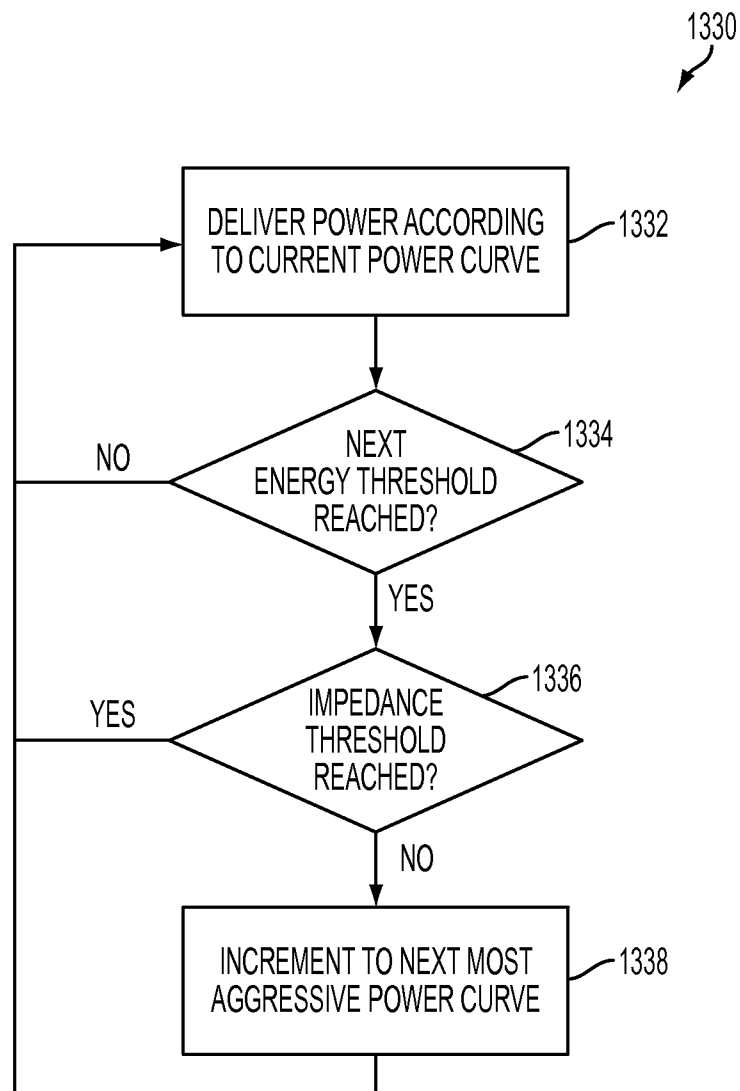 1330
DELIVER POWER ACCORDING
TO CURRENT POWER CURVE
1332
NEXT
ENERGY THRESHOLD
REACHED?
1334
NO
YES
IMPEDANCE
THRESHOLD
REACHED?
1336
YES
NO
INCREMENT TO NEXT MOST
AGGRESSIVE POWER CURVE
1338